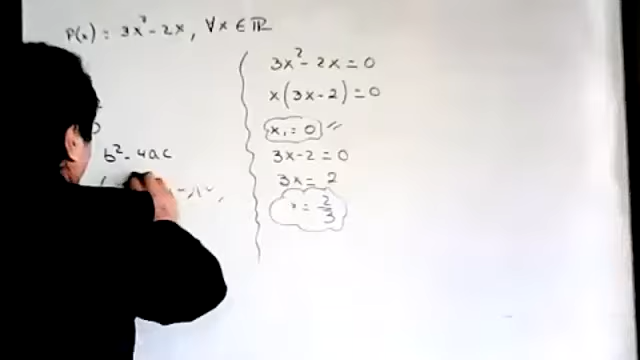 P(x) = 3x² - 2x, ∀x ∈ ℝ
b² - 4ac
3x² - 2x = 0
x(3x - 2) = 0
x₁ = 0
3x - 2 = 0
3x = 2
x = 2/3